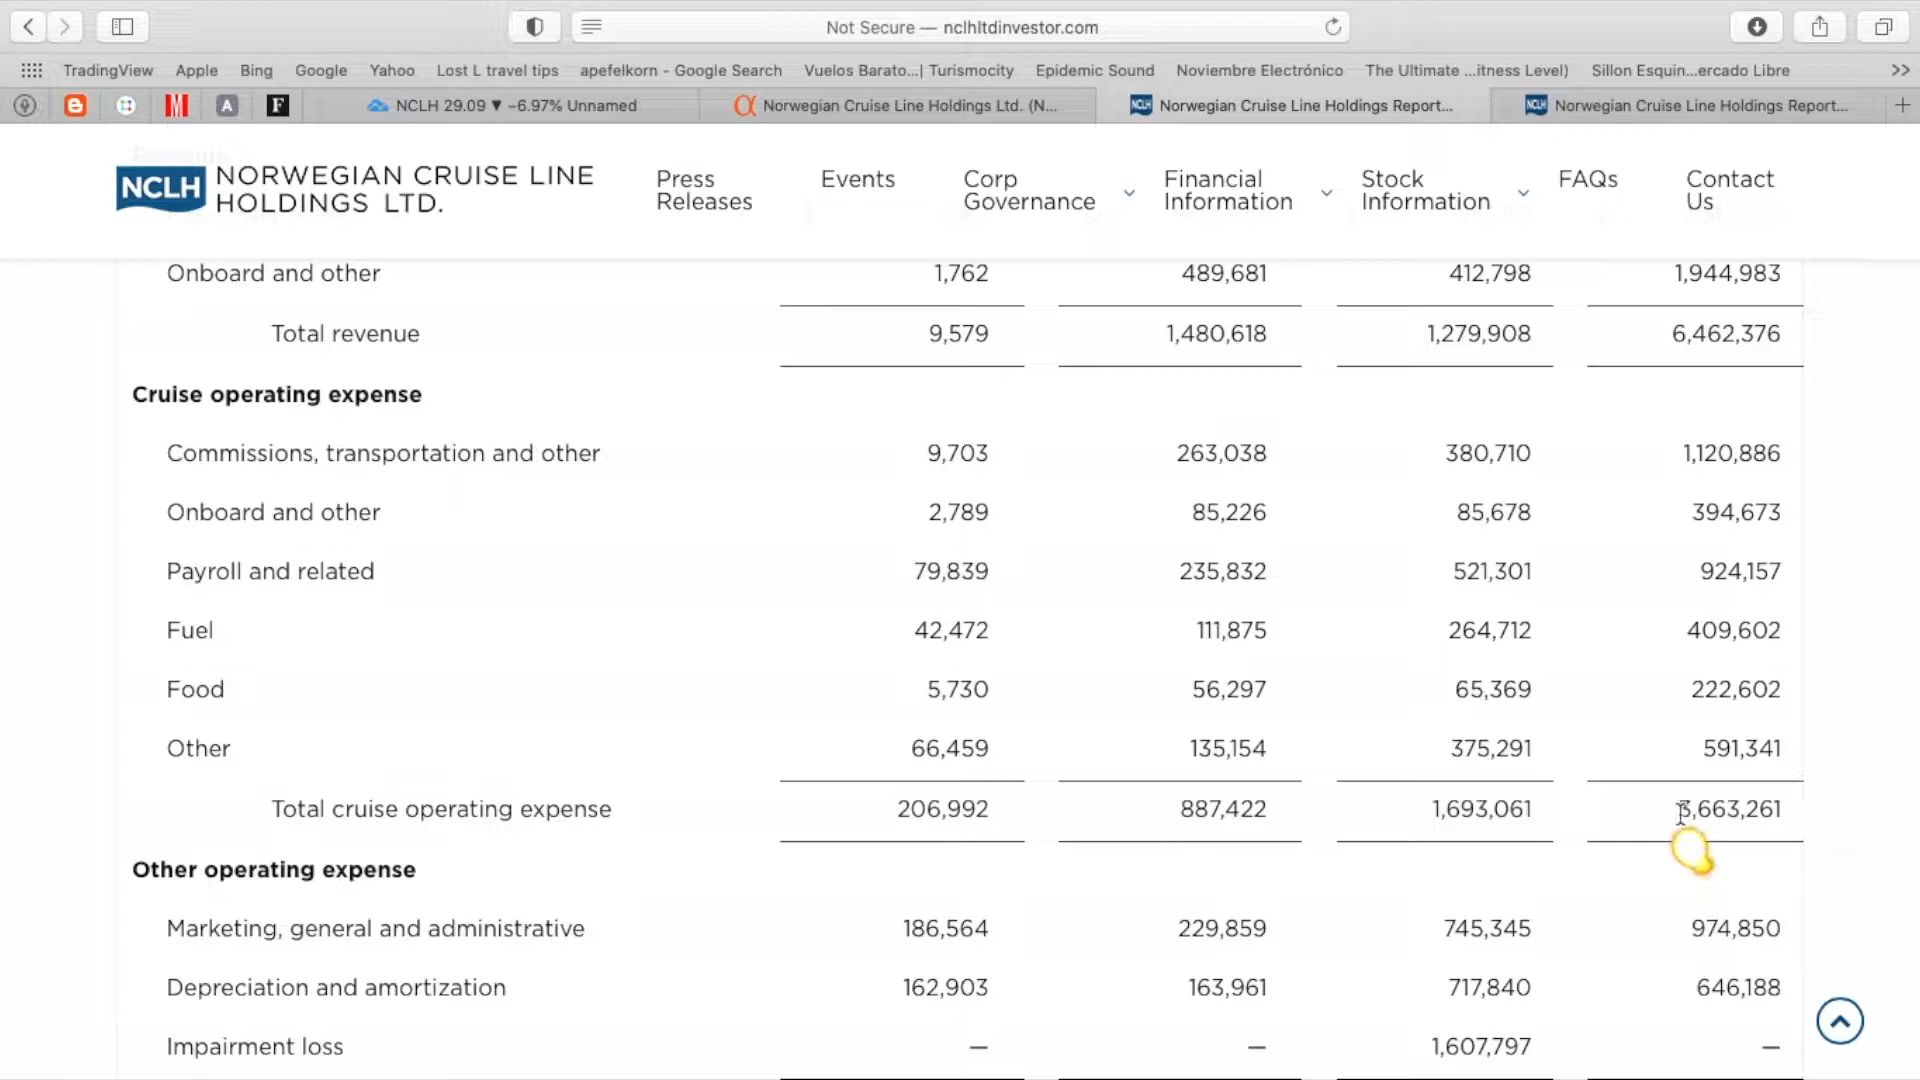 Not Secure — nclhltdinvestor.com
TradingView Apple Bing Google Yahoo Lost L travel tips apefelkorn - Google Search Vuelos Barato...| Turismocity Epidemic Sound Noviembre Electrónico The Ultimate ...itness Level) Sillon Esquin...ercado Libre >>
M A F NCLH 29.09 ▼ −6.97% Unnamed Norwegian Cruise Line Holdings Ltd. (N... NCLH Norwegian Cruise Line Holdings Report... NCLH Norwegian Cruise Line Holdings Report... +
NCLH NORWEGIAN CRUISE LINE HOLDINGS LTD. Press Releases Events Corp Governance Financial Information Stock Information FAQs Contact Us
Onboard and other 1,762 489,681 412,798 1,944,983
Total revenue 9,579 1,480,618 1,279,908 6,462,376
Cruise operating expense
Commissions, transportation and other 9,703 263,038 380,710 1,120,886
Onboard and other 2,789 85,226 85,678 394,673
Payroll and related 79,839 235,832 521,301 924,157
Fuel 42,472 111,875 264,712 409,602
Food 5,730 56,297 65,369 222,602
Other 66,459 135,154 375,291 591,341
Total cruise operating expense 206,992 887,422 1,693,061 3,663,261
Other operating expense
Marketing, general and administrative 186,564 229,859 745,345 974,850
Depreciation and amortization 162,903 163,961 717,840 646,188
Impairment loss — — 1,607,797 —